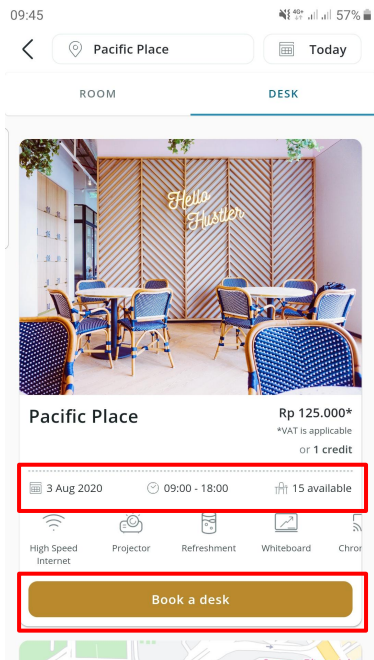 09:45
4G+
57%
Pacific Place
Today
ROOM
DESK
Hello
Hustler
Pacific Place
Rp 125.000*
*VAT is applicable
or 1 credit
3 Aug 2020
09:00 - 18:00
15 available
High Speed
Internet
Projector
Refreshment
Whiteboard
Chror
Book a desk